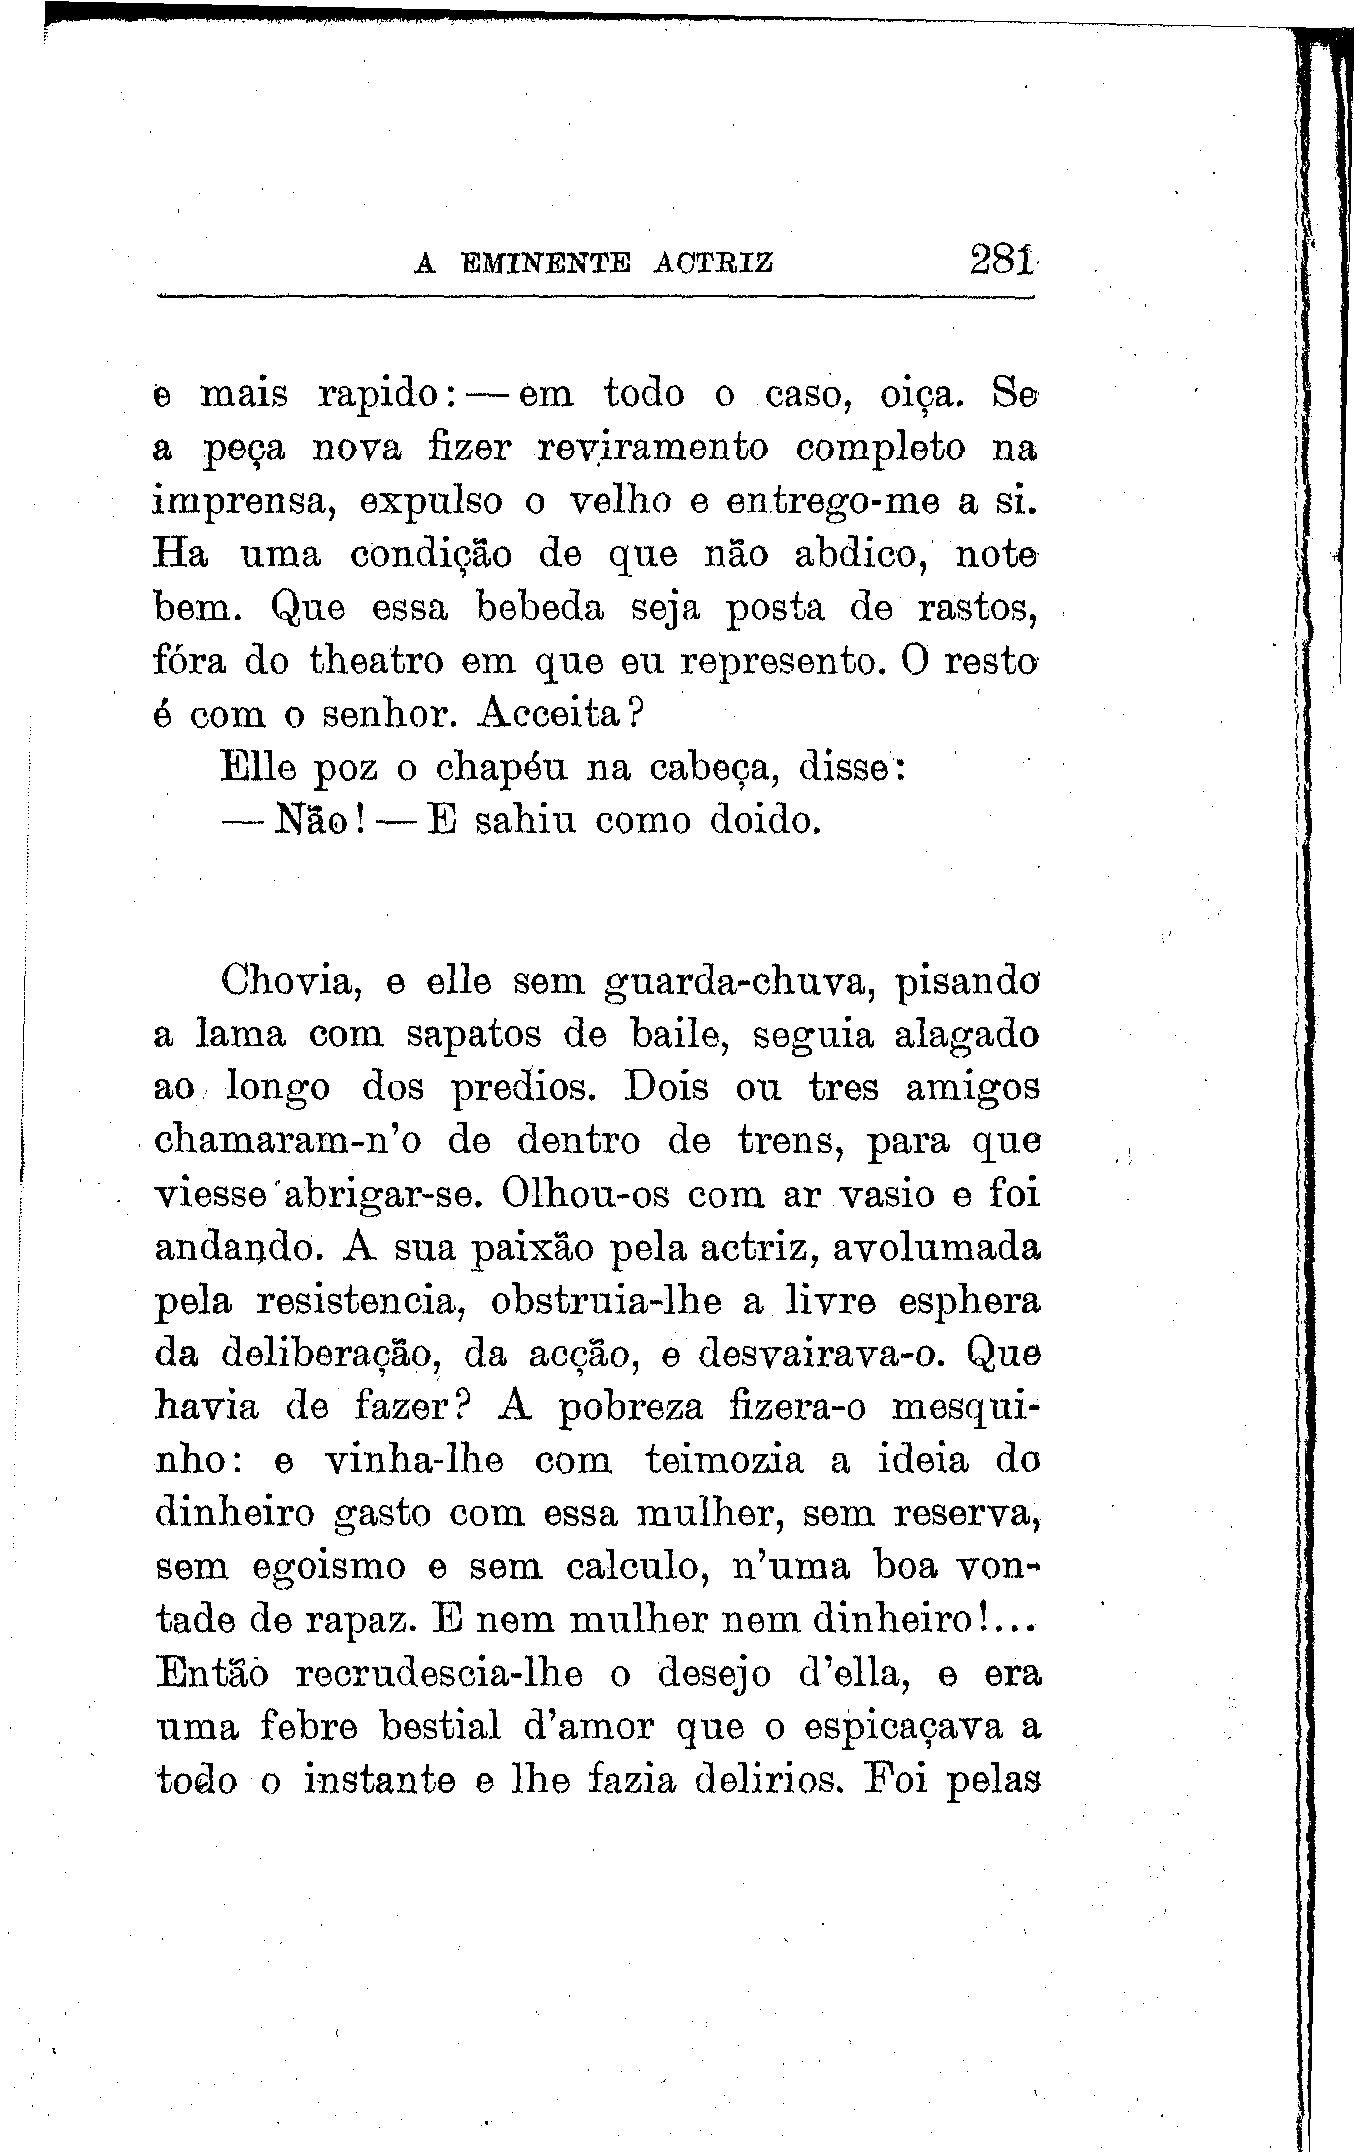 A EMINENTE ACTRIZ 281
e mais rapido: — em todo o caso, oiça. Se
a peça nova fizer reviramento completo na
imprensa, expulso o velho e entrego-me a si.
Ha uma condição de que não abdico, note
bem. Que essa bebeda seja posta de rastos,
fóra do theatro em que eu represento. O resto
é com o senhor. Acceita?
Elle poz o chapéu na cabeça, disse:
— Não! — E sahiu como doido.
Chovia, e elle sem guarda-chuva, pisando
a lama com sapatos de baile, seguia alagado
ao longo dos predios. Dois ou tres amigos
chamaram-n'o de dentro de trens, para que
viesse abrigar-se. Olhou-os com ar vasio e foi
andando. A sua paixão pela actriz, avolumada
pela resistencia, obstruia-lhe a livre esphera
da deliberação, da acção, e desvairava-o. Que
havia de fazer? A pobreza fizera-o mesqui-
nho: e vinha-lhe com teimozia a ideia do
dinheiro gasto com essa mulher, sem reserva,
sem egoismo e sem calculo, n'uma boa von-
tade de rapaz. E nem mulher nem dinheiro!...
Então recrudescia-lhe o desejo d'ella, e era
uma febre bestial d'amor que o espicaçava a
todo o instante e lhe fazia delirios. Foi pelas